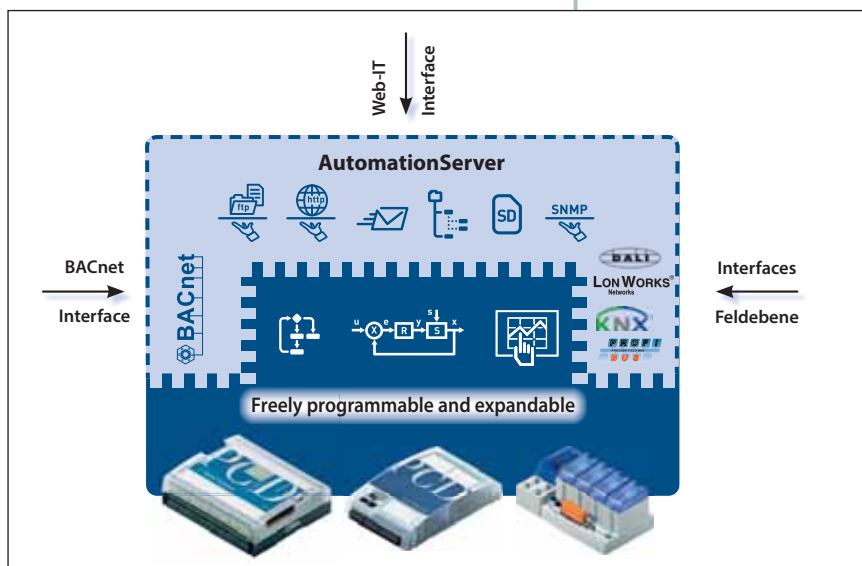 Web-IT
Interface
AutomationServer
ftp
http
SD
SNMP
BACnet
Interface
BACnet
DALI
LONWORKS®
Networks
KNX
PROFI
BUS
Interfaces
Feldebene
u
e
y
s
x
X
R
S
Freely programmable and expandable
PCD
PCD